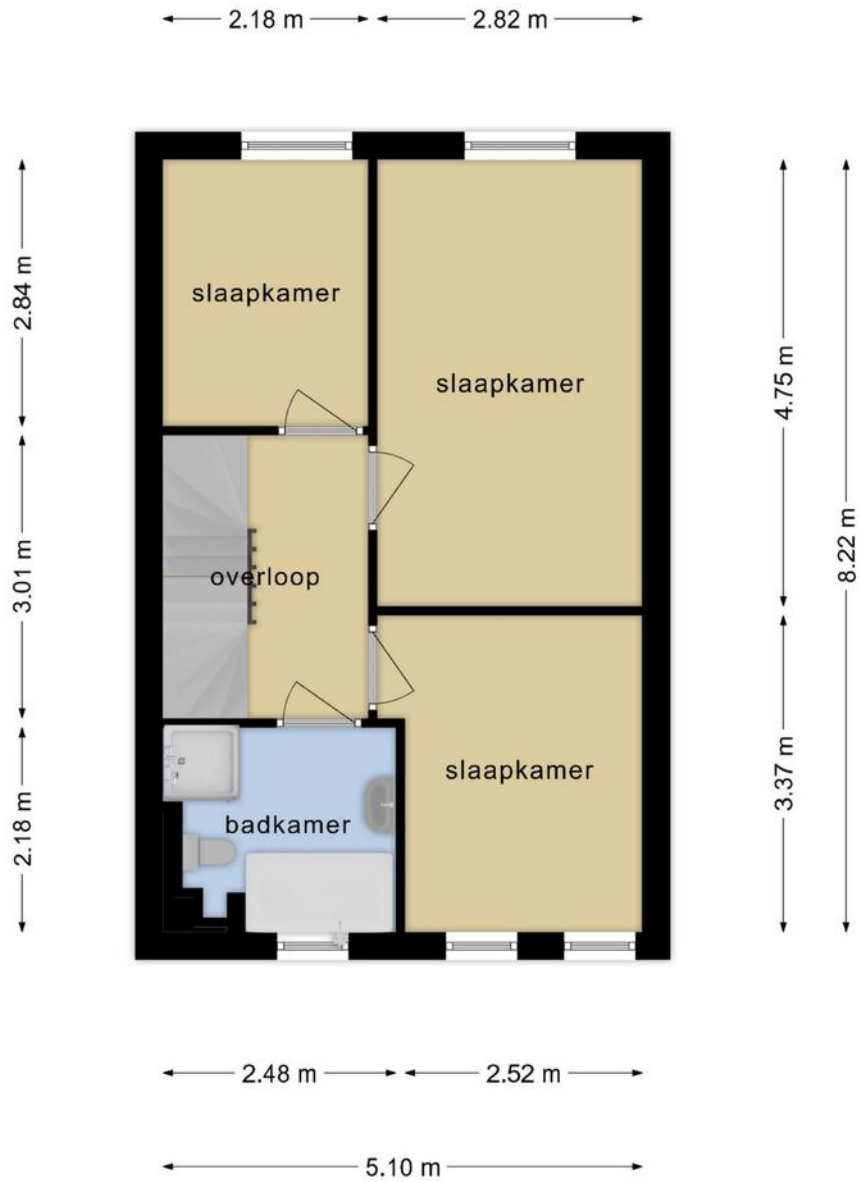 2.18 m
2.82 m
2.84 m
3.01 m
2.18 m
slaapkamer
slaapkamer
overloop
slaapkamer
badkamer
4.75 m
3.37 m
8.22 m
2.48 m
2.52 m
5.10 m